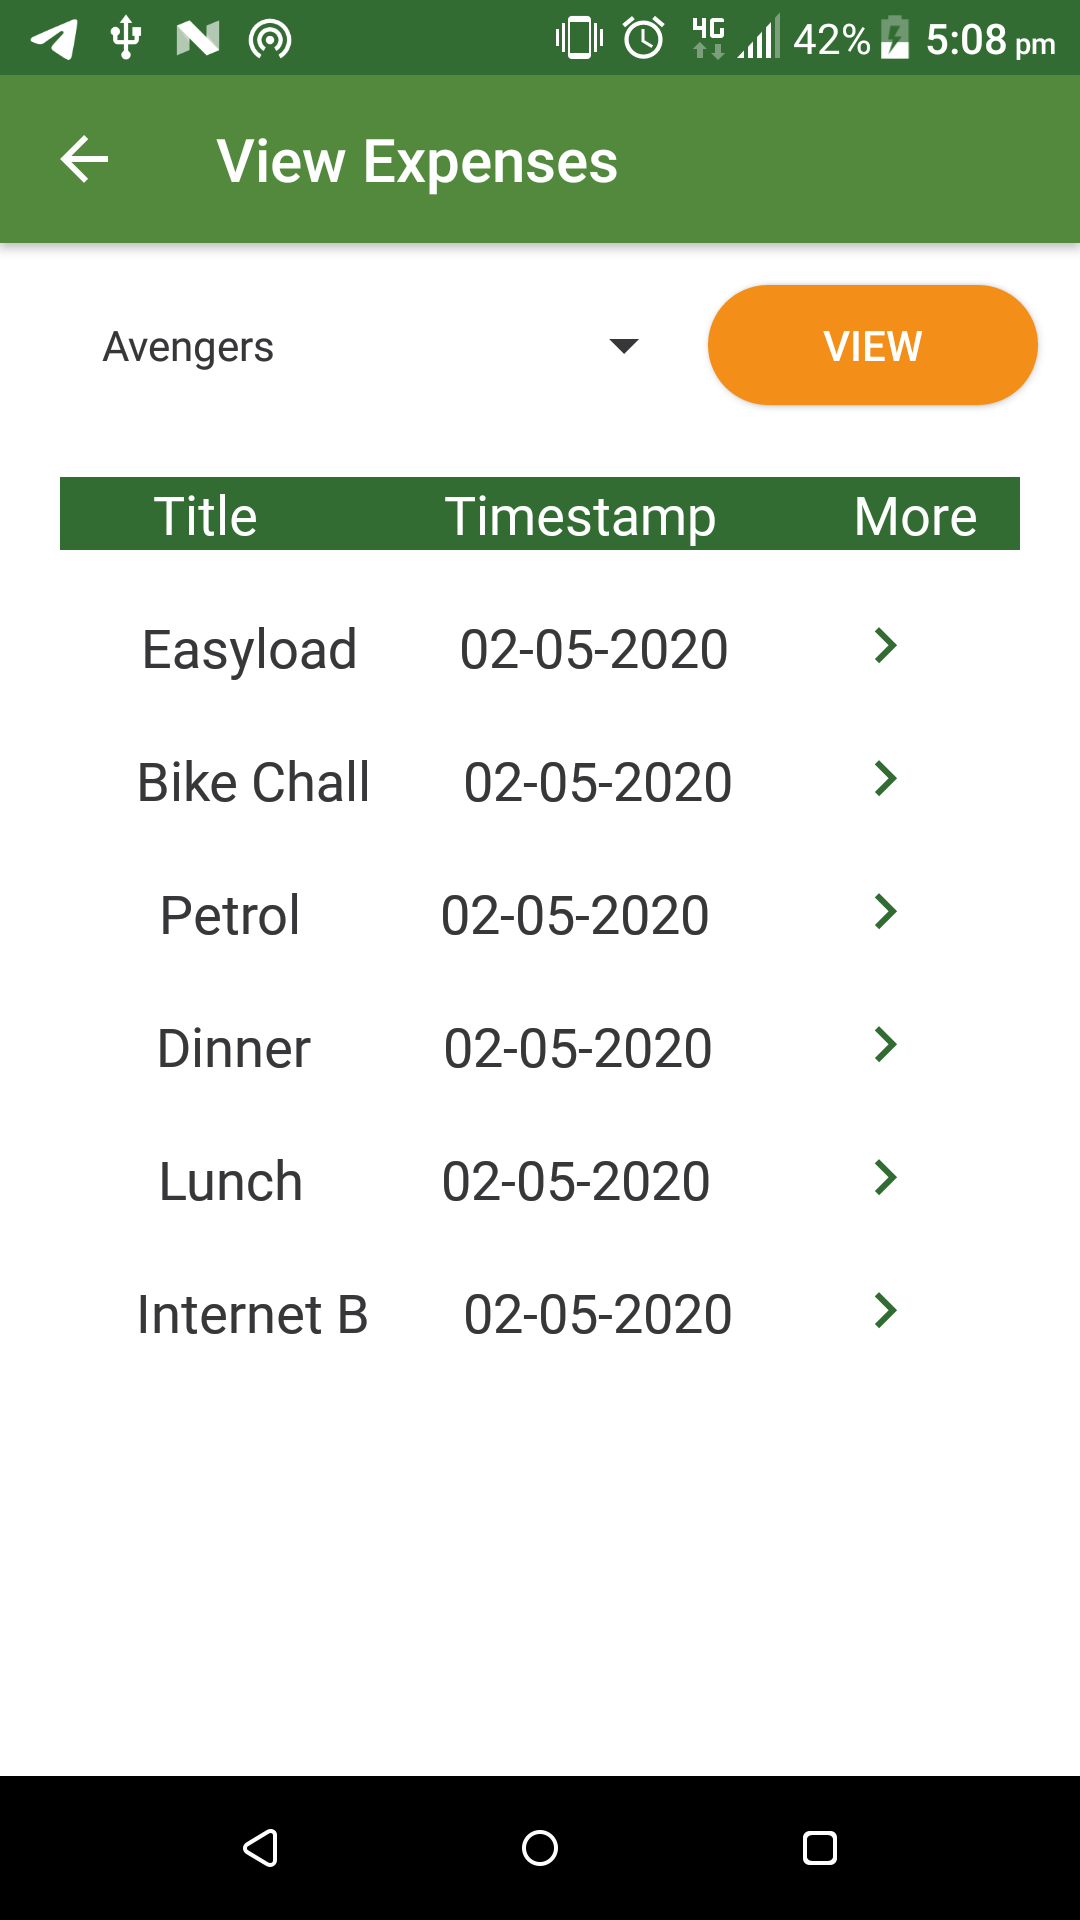 4G 42% 5:08 pm
View Expenses
Avengers VIEW
Title Timestamp More
Easyload 02-05-2020
Bike Chall 02-05-2020
Petrol 02-05-2020
Dinner 02-05-2020
Lunch 02-05-2020
Internet B 02-05-2020